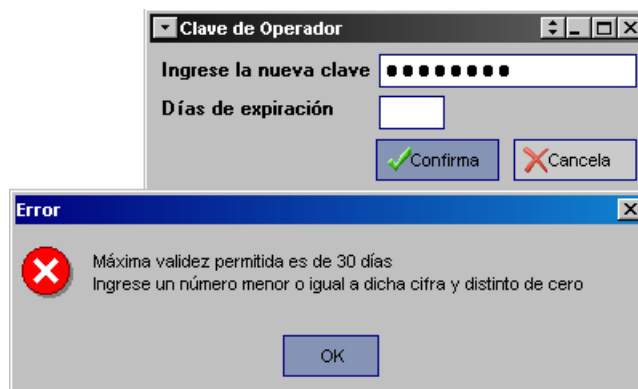 Clave de Operador
Ingrese la nueva clave ●●●●●●●●
Días de expiración
Confirma Cancela
Error
Máxima validez permitida es de 30 días
Ingrese un número menor o igual a dicha cifra y distinto de cero
OK